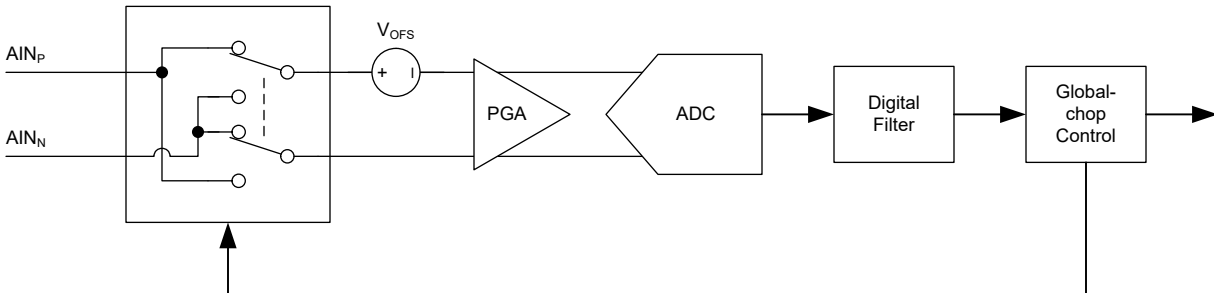 AINP
VOFS
+ –
PGA
ADC
Digital
Filter
Global-
chop
Control
AINN